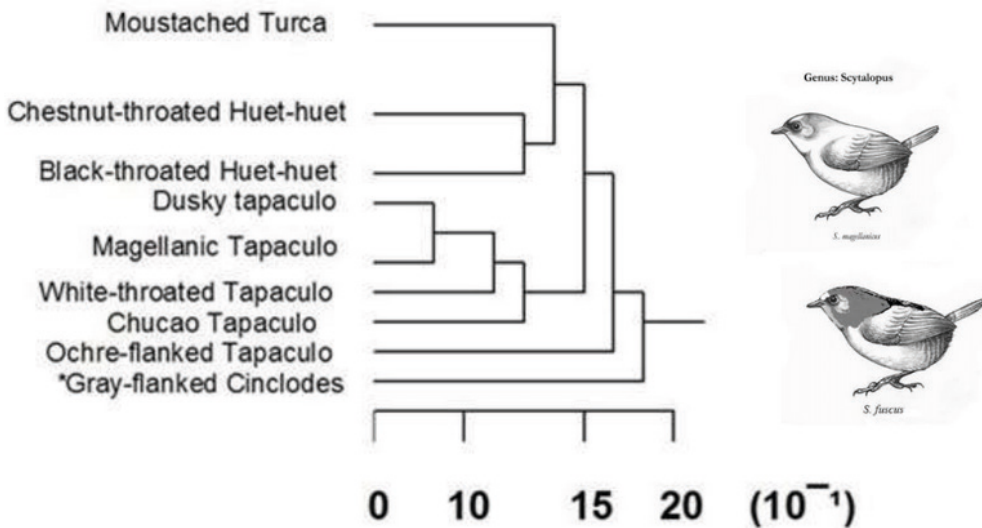 Moustached Turca
Chestnut-throated Huet-huet
Black-throated Huet-huet
Dusky tapaculo
Magellanic Tapaculo
White-throated Tapaculo
Chucao Tapaculo
Ochre-flanked Tapaculo
*Gray-flanked Cinclodes
0 10 15 20 (10⁻¹)
Genus: Scytalopus
S. magellanicus
S. fuscus